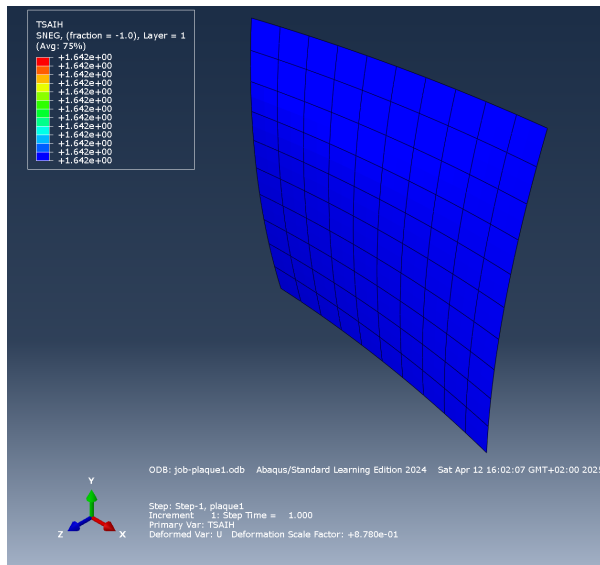 TSAIH
SNEG, (fraction = -1.0), Layer = 1
(Avg: 75%)
+1.642e+00
+1.642e+00
+1.642e+00
+1.642e+00
+1.642e+00
+1.642e+00
+1.642e+00
+1.642e+00
+1.642e+00
+1.642e+00
+1.642e+00
+1.642e+00
+1.642e+00
ODB: job-plaque1.odb Abaqus/Standard Learning Edition 2024 Sat Apr 12 16:02:07 GMT+02:00 2025
Y
Z X
Step: Step-1, plaque1
Increment 1: Step Time = 1.000
Primary Var: TSAIH
Deformed Var: U Deformation Scale Factor: +8.780e-01